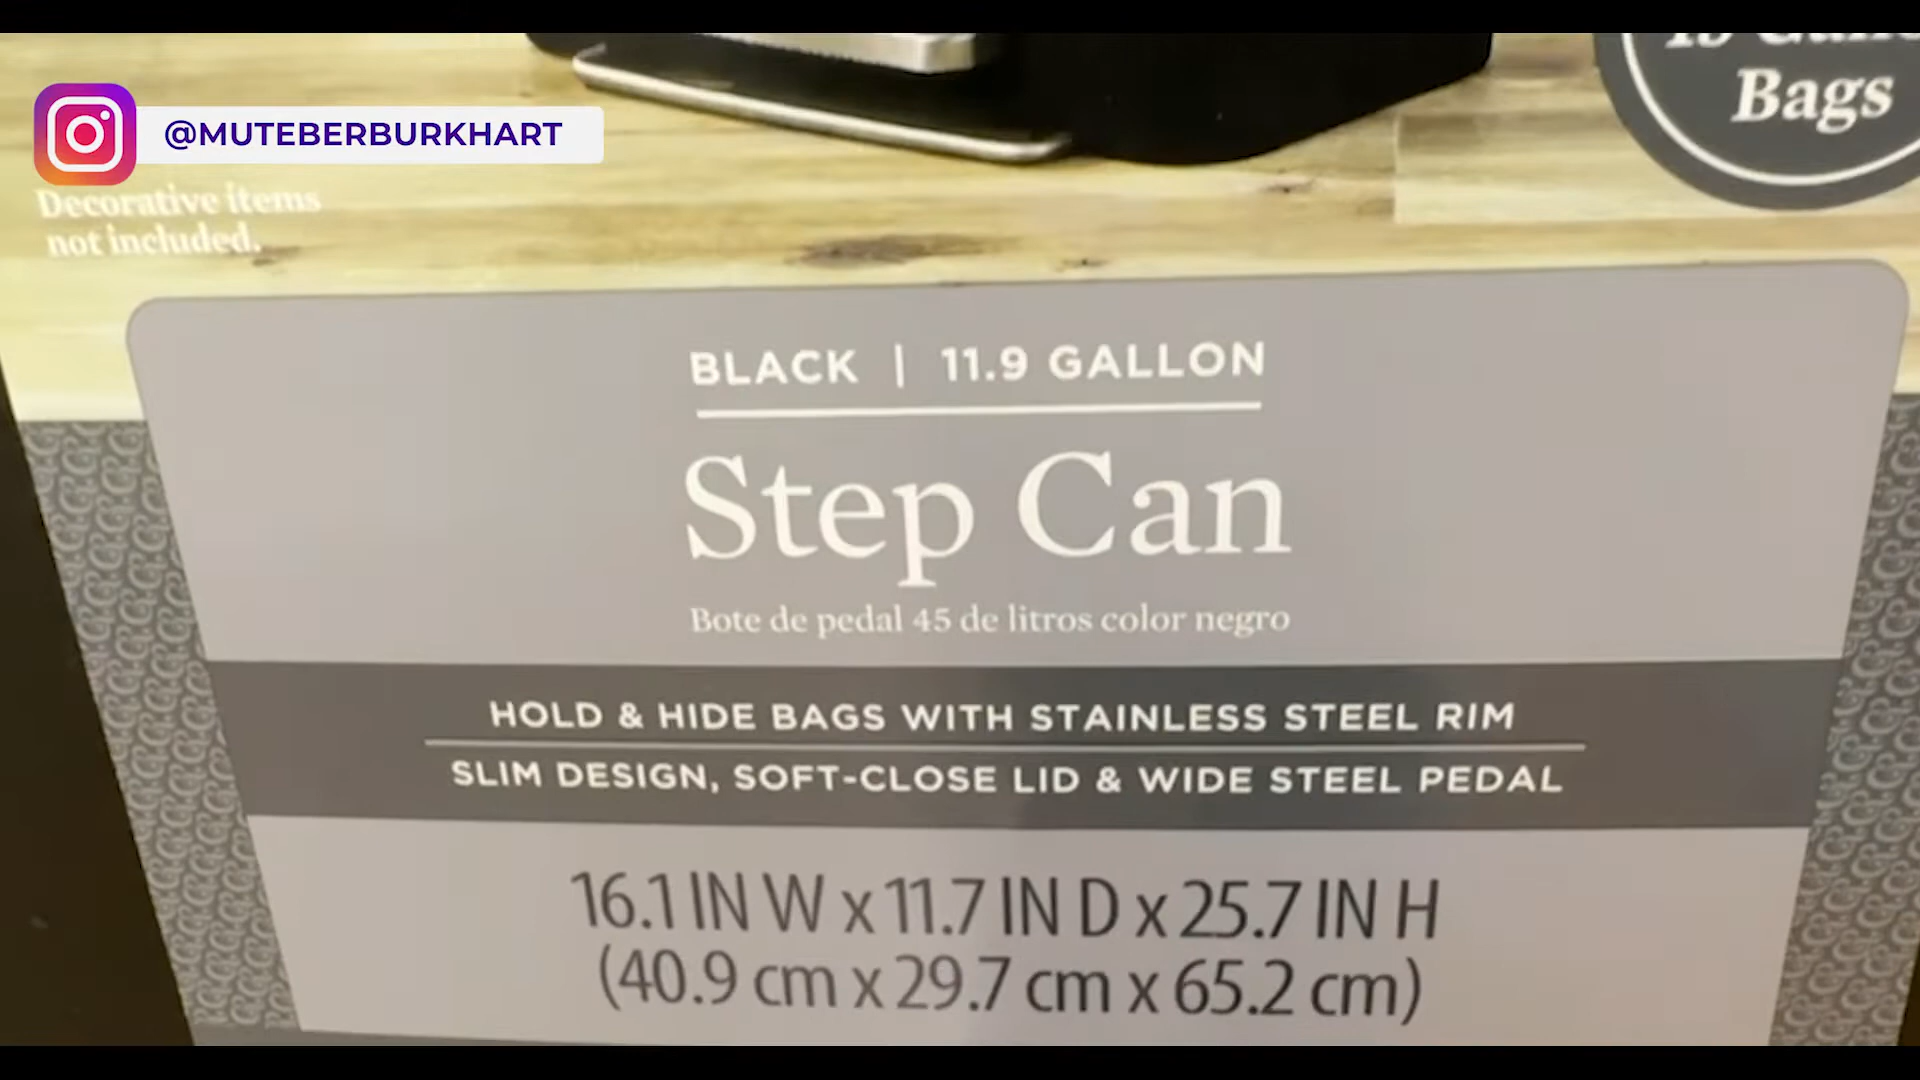 Bags
@MUTEBERBURKHART
Decorative items
not included.
BLACK | 11.9 GALLON
Step Can
Bote de pedal 45 de litros color negro
HOLD & HIDE BAGS WITH STAINLESS STEEL RIM
SLIM DESIGN, SOFT-CLOSE LID & WIDE STEEL PEDAL
16.1 IN W x 11.7 IN D x 25.7 IN H
(40.9 cm x 29.7 cm x 65.2 cm)